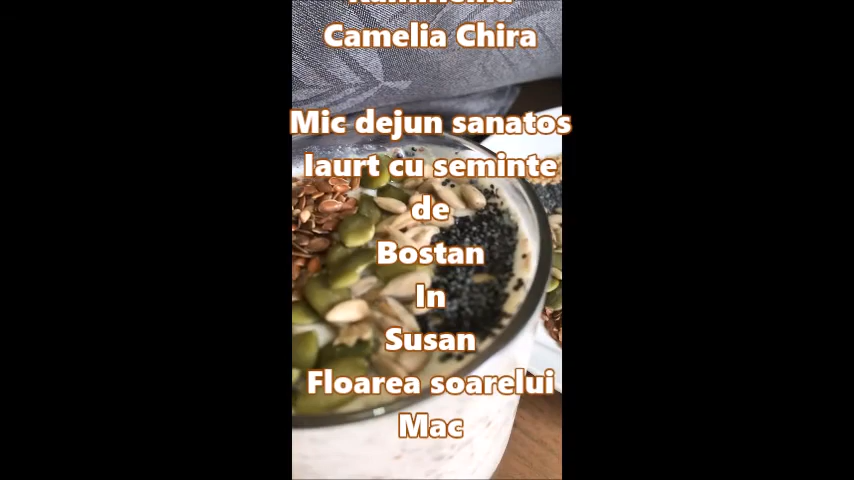 Camelia Chira
Mic dejun sanatos
Iaurt cu seminte
de
Bostan
In
Susan
Floarea soarelui
Mac